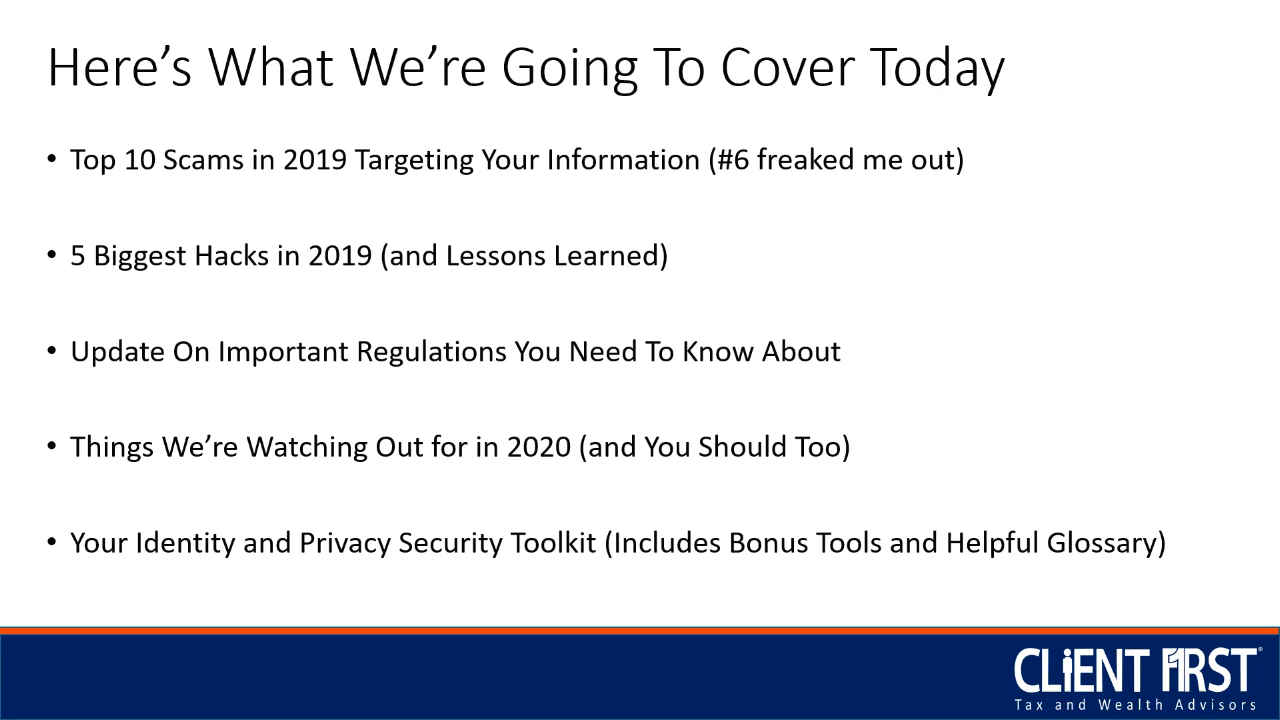 Here’s What We’re Going To Cover Today
• Top 10 Scams in 2019 Targeting Your Information (#6 freaked me out)
• 5 Biggest Hacks in 2019 (and Lessons Learned)
• Update On Important Regulations You Need To Know About
• Things We’re Watching Out for in 2020 (and You Should Too)
• Your Identity and Privacy Security Toolkit (Includes Bonus Tools and Helpful Glossary)
CLiENT F1RST®
Tax and Wealth Advisors